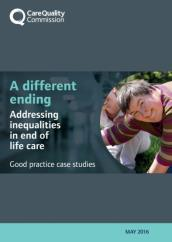 CareQuality
Commission
A different
ending
Addressing
inequalities
in end of
life care
Good practice case studies
MAY 2016